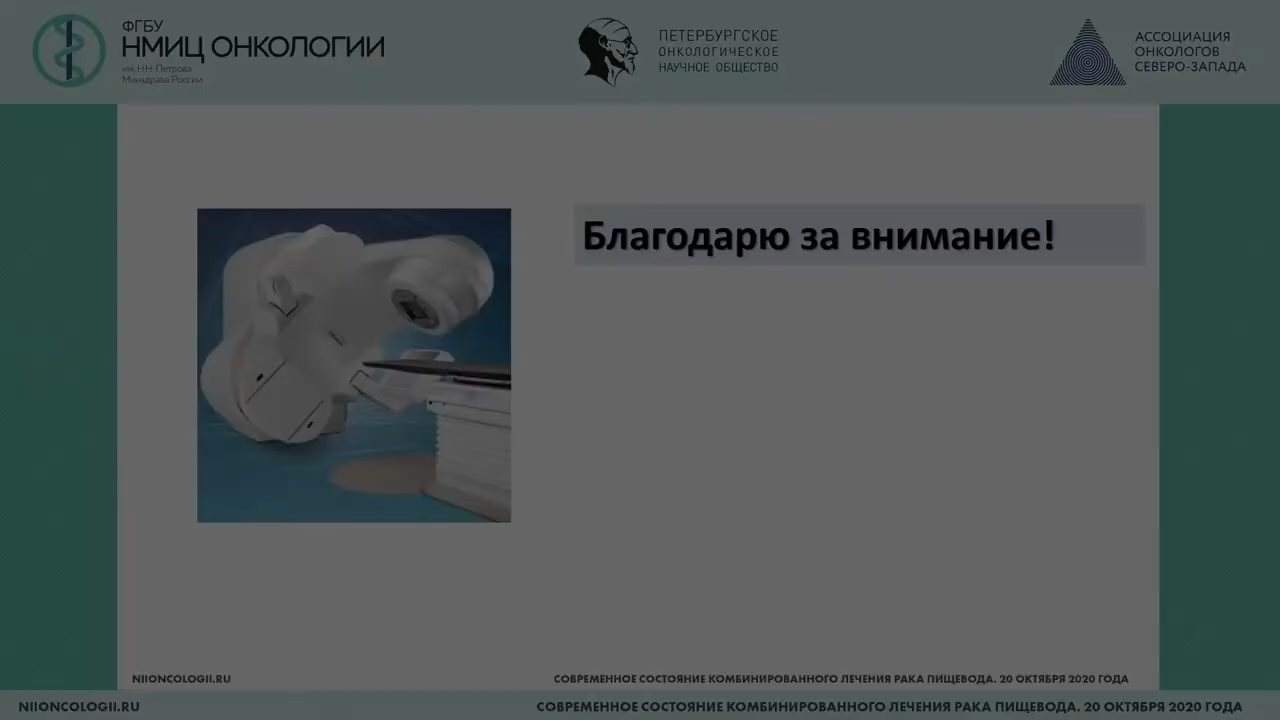 ФГБУ
НМИЦ ОНКОЛОГИИ
им. Н.Н. Петрова
Минздрава России
ПЕТЕРБУРГСКОЕ
ОНКОЛОГИЧЕСКОЕ
НАУЧНОЕ ОБЩЕСТВО
АССОЦИАЦИЯ
ОНКОЛОГОВ
СЕВЕРО-ЗАПАДА
Благодарю за внимание!
NIIONCOLOGII.RU
СОВРЕМЕННОЕ СОСТОЯНИЕ КОМБИНИРОВАННОГО ЛЕЧЕНИЯ РАКА ПИЩЕВОДА. 20 ОКТЯБРЯ 2020 ГОДА
NIIONCOLOGII.RU
СОВРЕМЕННОЕ СОСТОЯНИЕ КОМБИНИРОВАННОГО ЛЕЧЕНИЯ РАКА ПИЩЕВОДА. 20 ОКТЯБРЯ 2020 ГОДА